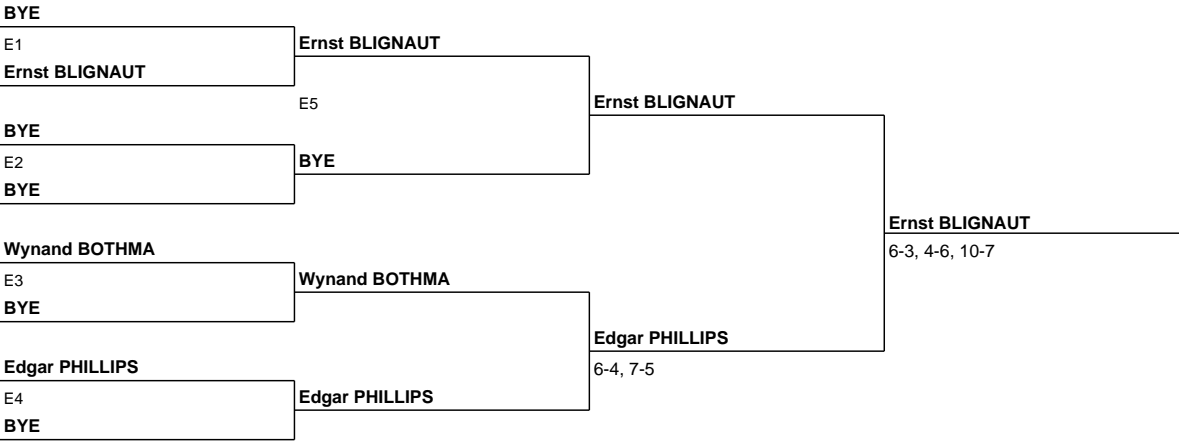 BYE
E1
Ernst BLIGNAUT
Ernst BLIGNAUT
E5
Ernst BLIGNAUT
BYE
E2
BYE
BYE
Ernst BLIGNAUT
6-3, 4-6, 10-7
Wynand BOTHMA
E3
Wynand BOTHMA
BYE
Edgar PHILLIPS
6-4, 7-5
Edgar PHILLIPS
E4
Edgar PHILLIPS
BYE